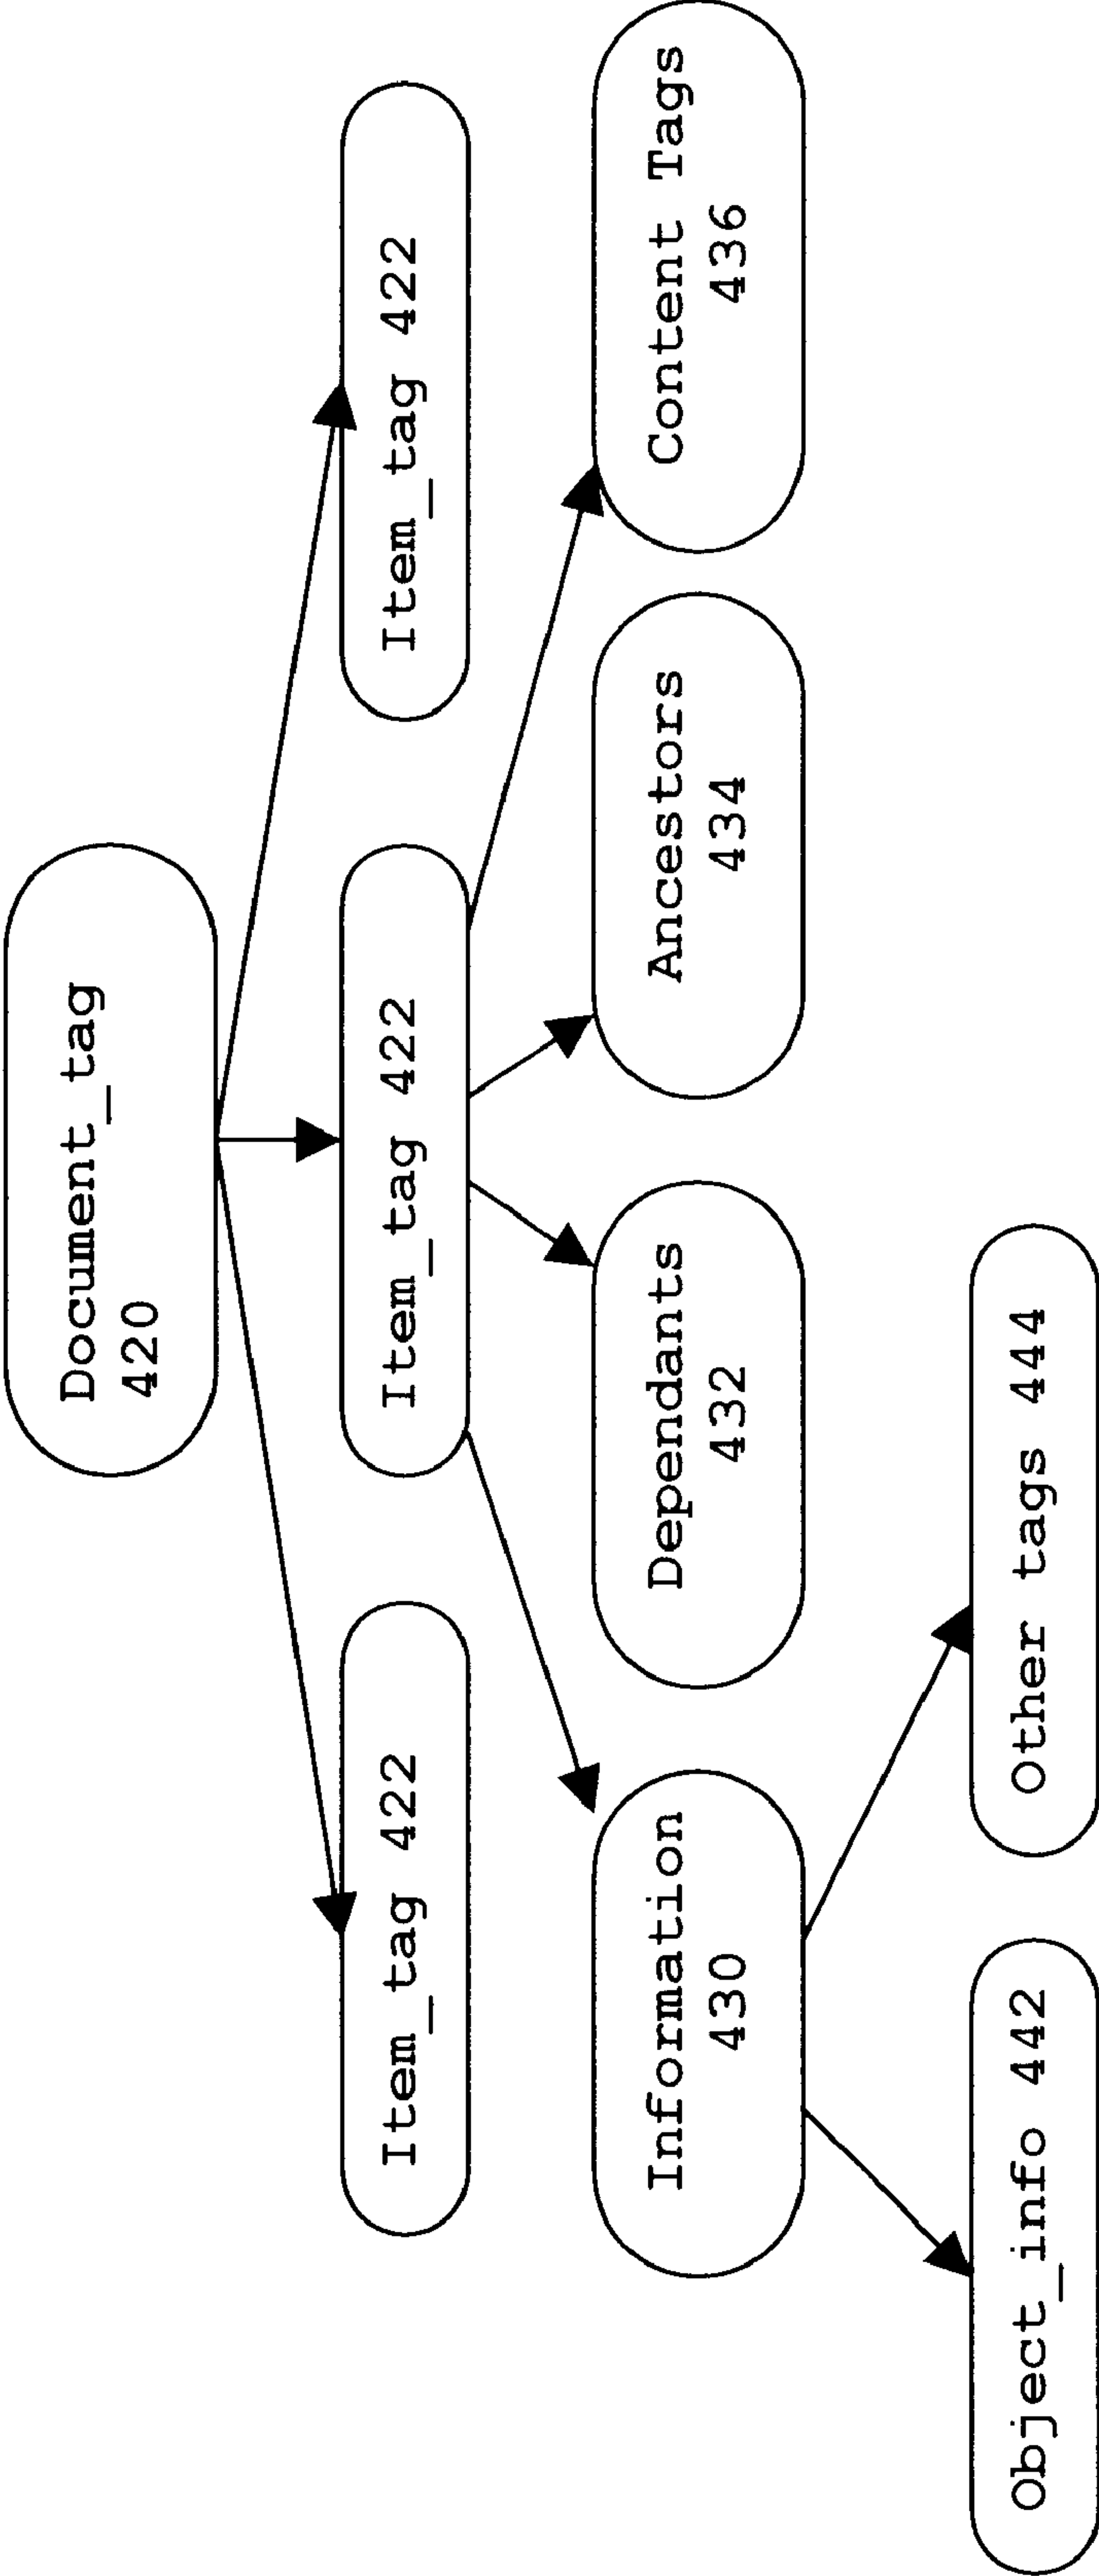 Document_tag
420
Item_tag 422
Item_tag 422
Item_tag 422
Information
430
Dependants
432
Ancestors
434
Content Tags
436
Object_info 442
Other tags 444